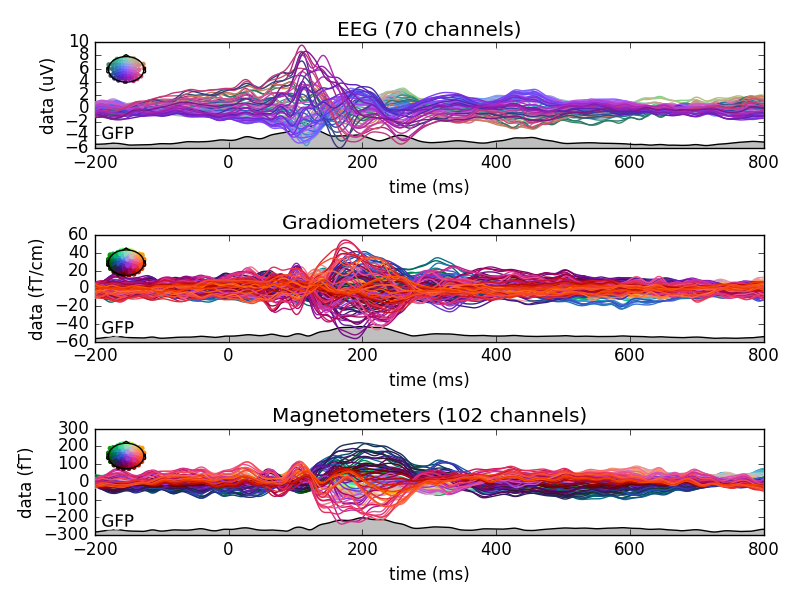 EEG (70 channels)
10
8
6
4
2
0
−2
−4
−6
data (uV)
GFP
−200 0 200 400 600 800
time (ms)
Gradiometers (204 channels)
60
40
20
0
−20
−40
−60
data (fT/cm)
GFP
−200 0 200 400 600 800
time (ms)
Magnetometers (102 channels)
300
200
100
0
−100
−200
−300
data (fT)
GFP
−200 0 200 400 600 800
time (ms)